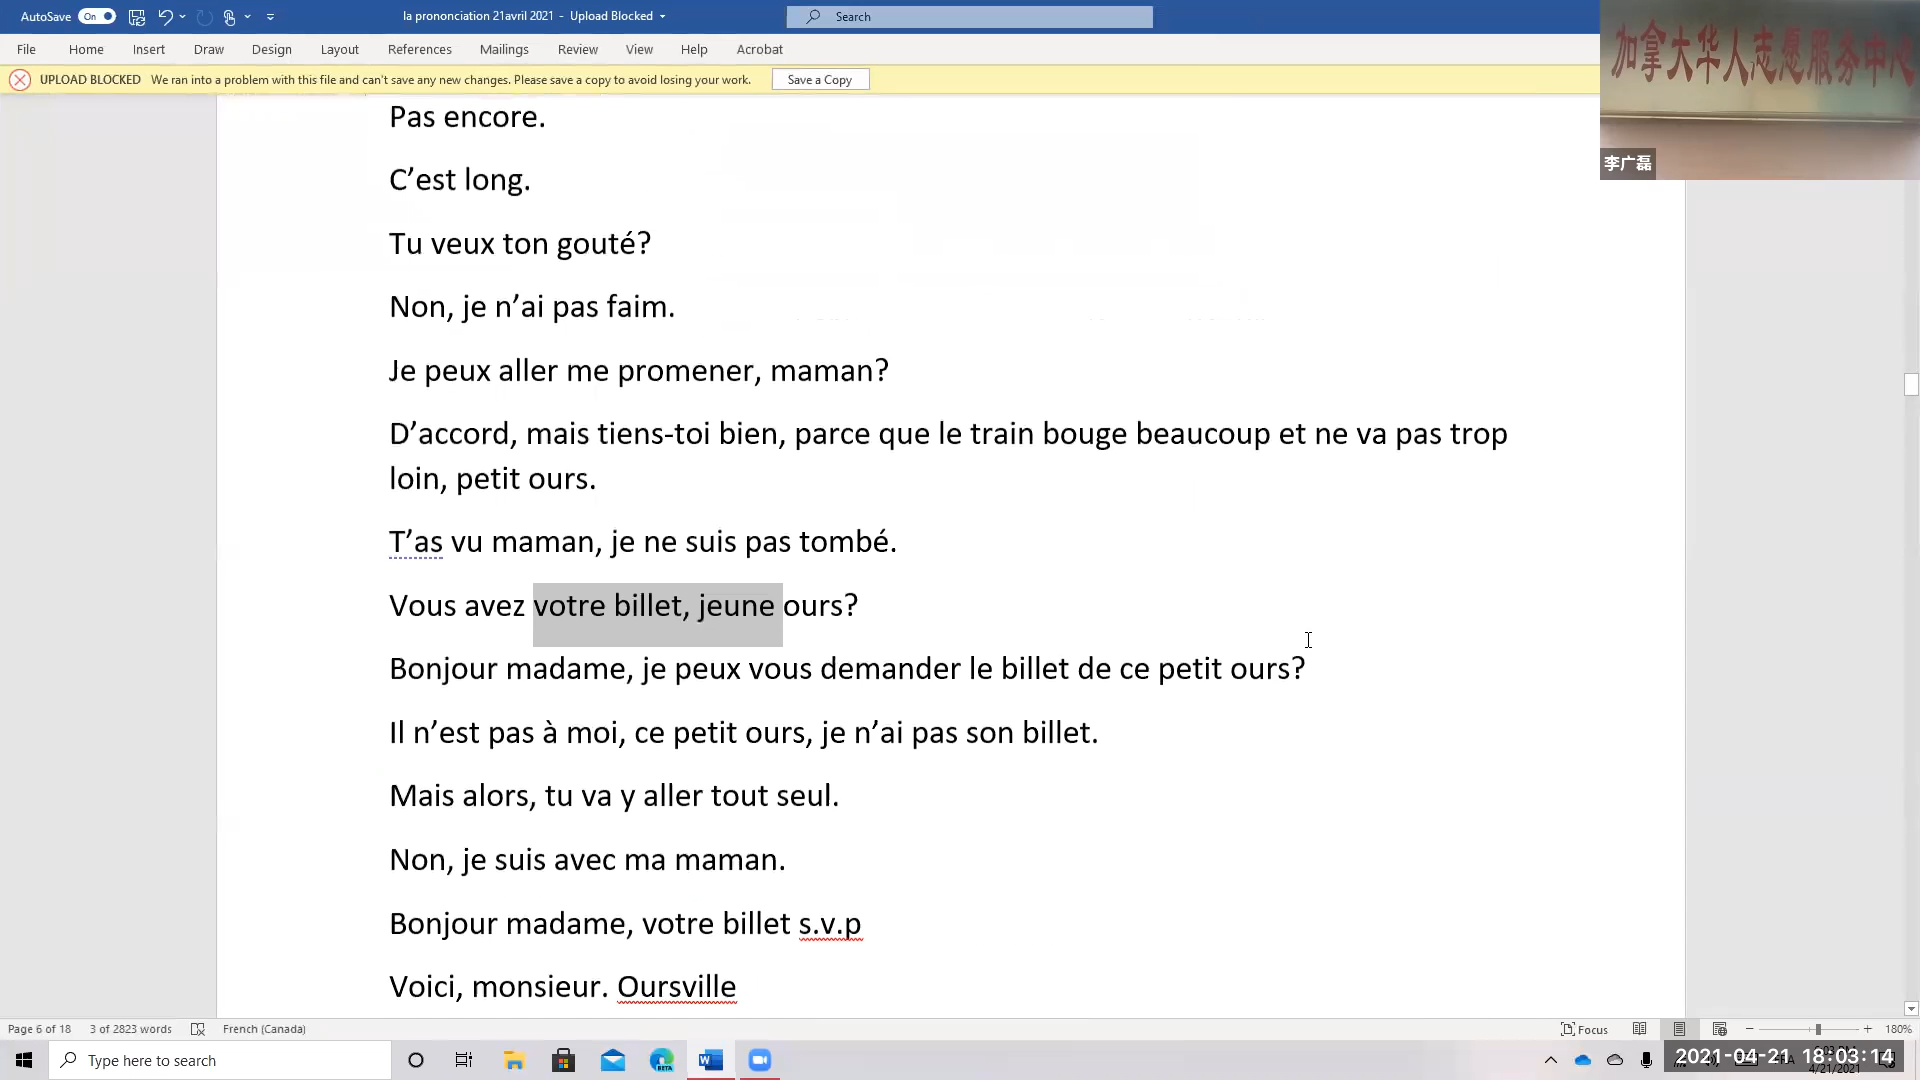 AutoSave On la prononciation 21avril 2021 - Upload Blocked Search
File Home Insert Draw Design Layout References Mailings Review View Help Acrobat
UPLOAD BLOCKED We ran into a problem with this file and can't save any new changes. Please save a copy to avoid losing your work. Save a Copy
加拿大华人志愿服务中心
李广磊
Pas encore.
C’est long.
Tu veux ton gouté?
Non, je n’ai pas faim.
Je peux aller me promener, maman?
D’accord, mais tiens-toi bien, parce que le train bouge beaucoup et ne va pas trop
loin, petit ours.
T’as vu maman, je ne suis pas tombé.
Vous avez votre billet, jeune ours?
Bonjour madame, je peux vous demander le billet de ce petit ours?
Il n’est pas à moi, ce petit ours, je n’ai pas son billet.
Mais alors, tu va y aller tout seul.
Non, je suis avec ma maman.
Bonjour madame, votre billet s.v.p
Voici, monsieur. Oursville
Page 6 of 18 3 of 2823 words French (Canada) Focus 180%
Type here to search
2021-04-21 18:03:14
4/21/2021